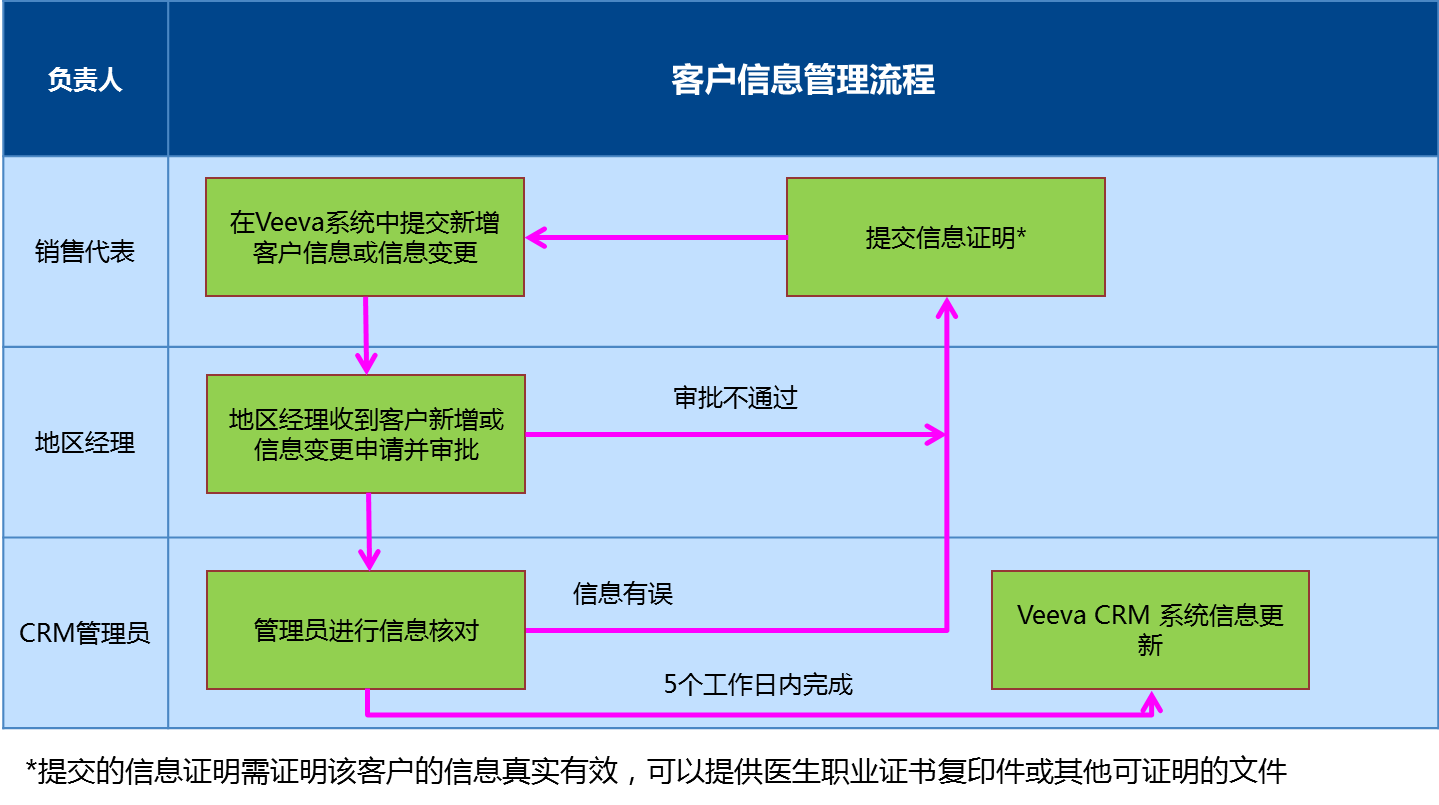 负责人
客户信息管理流程
销售代表
在Veeva系统中提交新增
客户信息或信息变更
提交信息证明*
地区经理
地区经理收到客户新增或
信息变更申请并审批
审批不通过
CRM管理员
管理员进行信息核对
信息有误
5个工作日内完成
Veeva CRM 系统信息更
新
*提交的信息证明需证明该客户的信息真实有效，可以提供医生职业证书复印件或其他可证明的文件